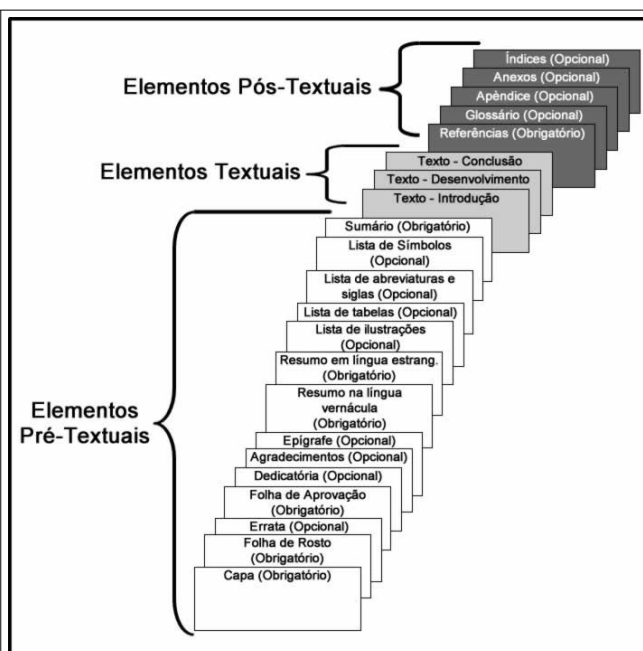 Elementos Pós-Textuais
Índices (Opcional)
Anexos (Opcional)
Apèndice (Opcional)
Glossário (Opcional)
Referências (Obrigatório)
Elementos Textuais
Texto - Conclusão
Texto - Desenvolvimento
Texto - Introdução
Elementos
Pré-Textuais
Sumário (Obrigatório)
Lista de Símbolos
(Opcional)
Lista de abreviaturas e
siglas (Opcional)
Lista de tabelas (Opcional)
Lista de ilustrações
(Opcional)
Resumo em língua estrang.
(Obrigatório)
Resumo na língua
vernácula
(Obrigatório)
Epígrafe (Opcional)
Agradecimentos (Opcional)
Dedicatória (Opcional)
Folha de Aprovação
(Obrigatório)
Errata (Opcional)
Folha de Rosto
(Obrigatório)
Capa (Obrigatório)